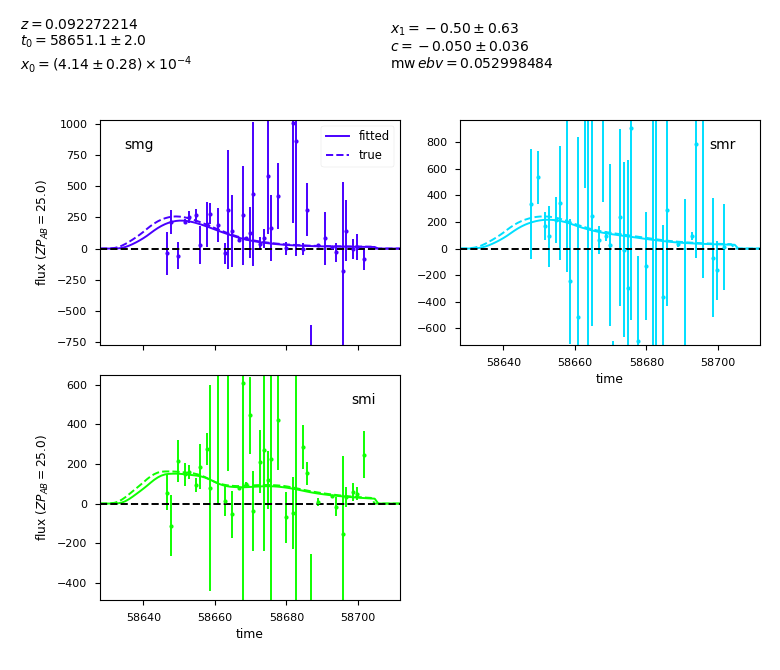 z = 0.092272214
t₀ = 58651.1 ± 2.0
x₀ = (4.14 ± 0.28) × 10⁻⁴
x₁ = −0.50 ± 0.63
c = −0.050 ± 0.036
mw ebv = 0.052998484
smg
fitted
true
1000
750
500
250
0
−250
−500
−750
flux (ZP_AB = 25.0)
smr
800
600
400
200
0
−200
−400
−600
58640 58660 58680 58700
time
smi
600
400
200
0
−200
−400
flux (ZP_AB = 25.0)
58640 58660 58680 58700
time